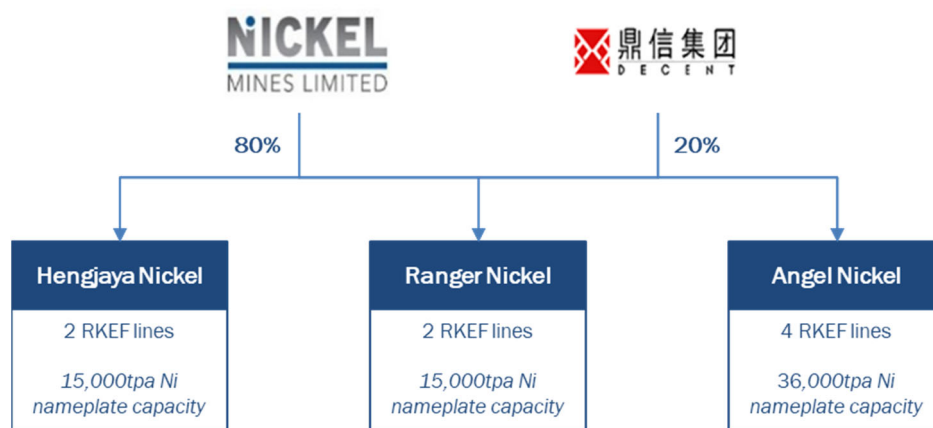 NiCKEL
MINES LIMITED
鼎信集团
DECENT
80%
20%
Hengjaya Nickel
2 RKEF lines
15,000tpa Ni
nameplate capacity
Ranger Nickel
2 RKEF lines
15,000tpa Ni
nameplate capacity
Angel Nickel
4 RKEF lines
36,000tpa Ni
nameplate capacity